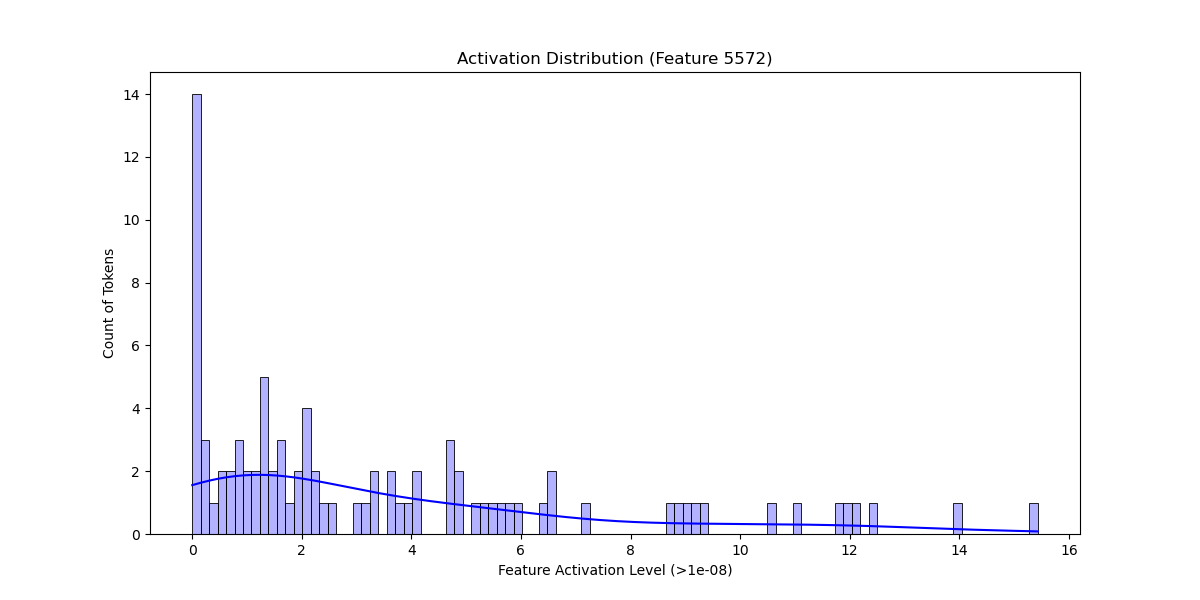 Activation Distribution (Feature 5572)
14
12
10
8
6
4
2
0
Count of Tokens
0 2 4 6 8 10 12 14 16
Feature Activation Level (>1e-08)